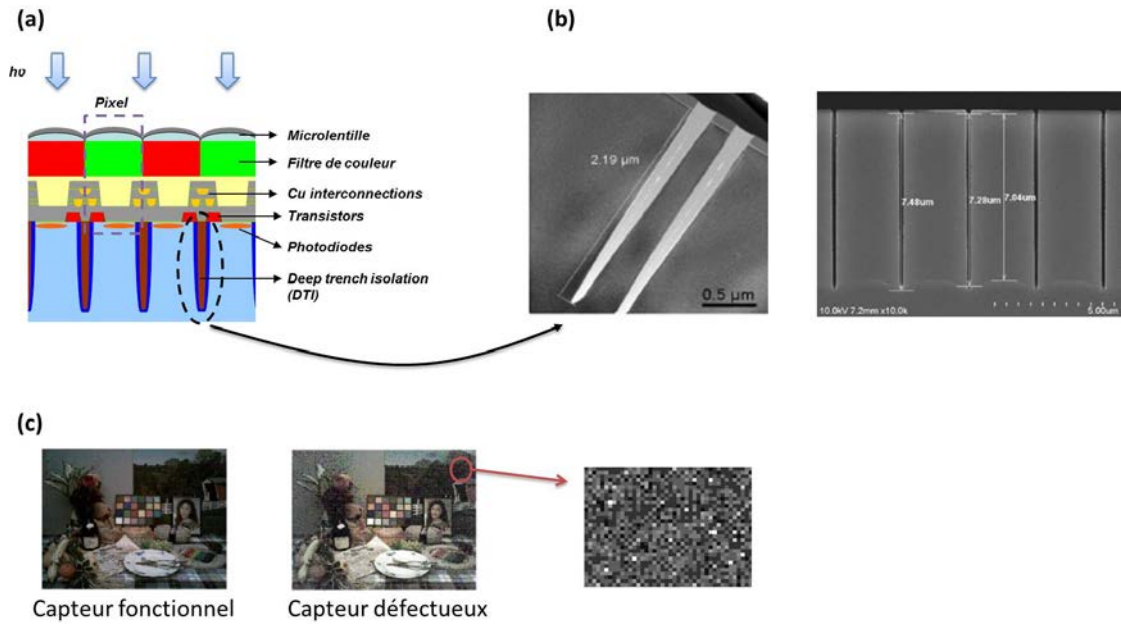 (a)
hʋ
Pixel
Microlentille
Filtre de couleur
Cu interconnections
Transistors
Photodiodes
Deep trench isolation
(DTI)
(b)
2.19 µm
0.5 µm
7.48um
7.28um
7.04um
10.0kV 7.2mm x10.0k
5.00um
(c)
Capteur fonctionnel
Capteur défectueux